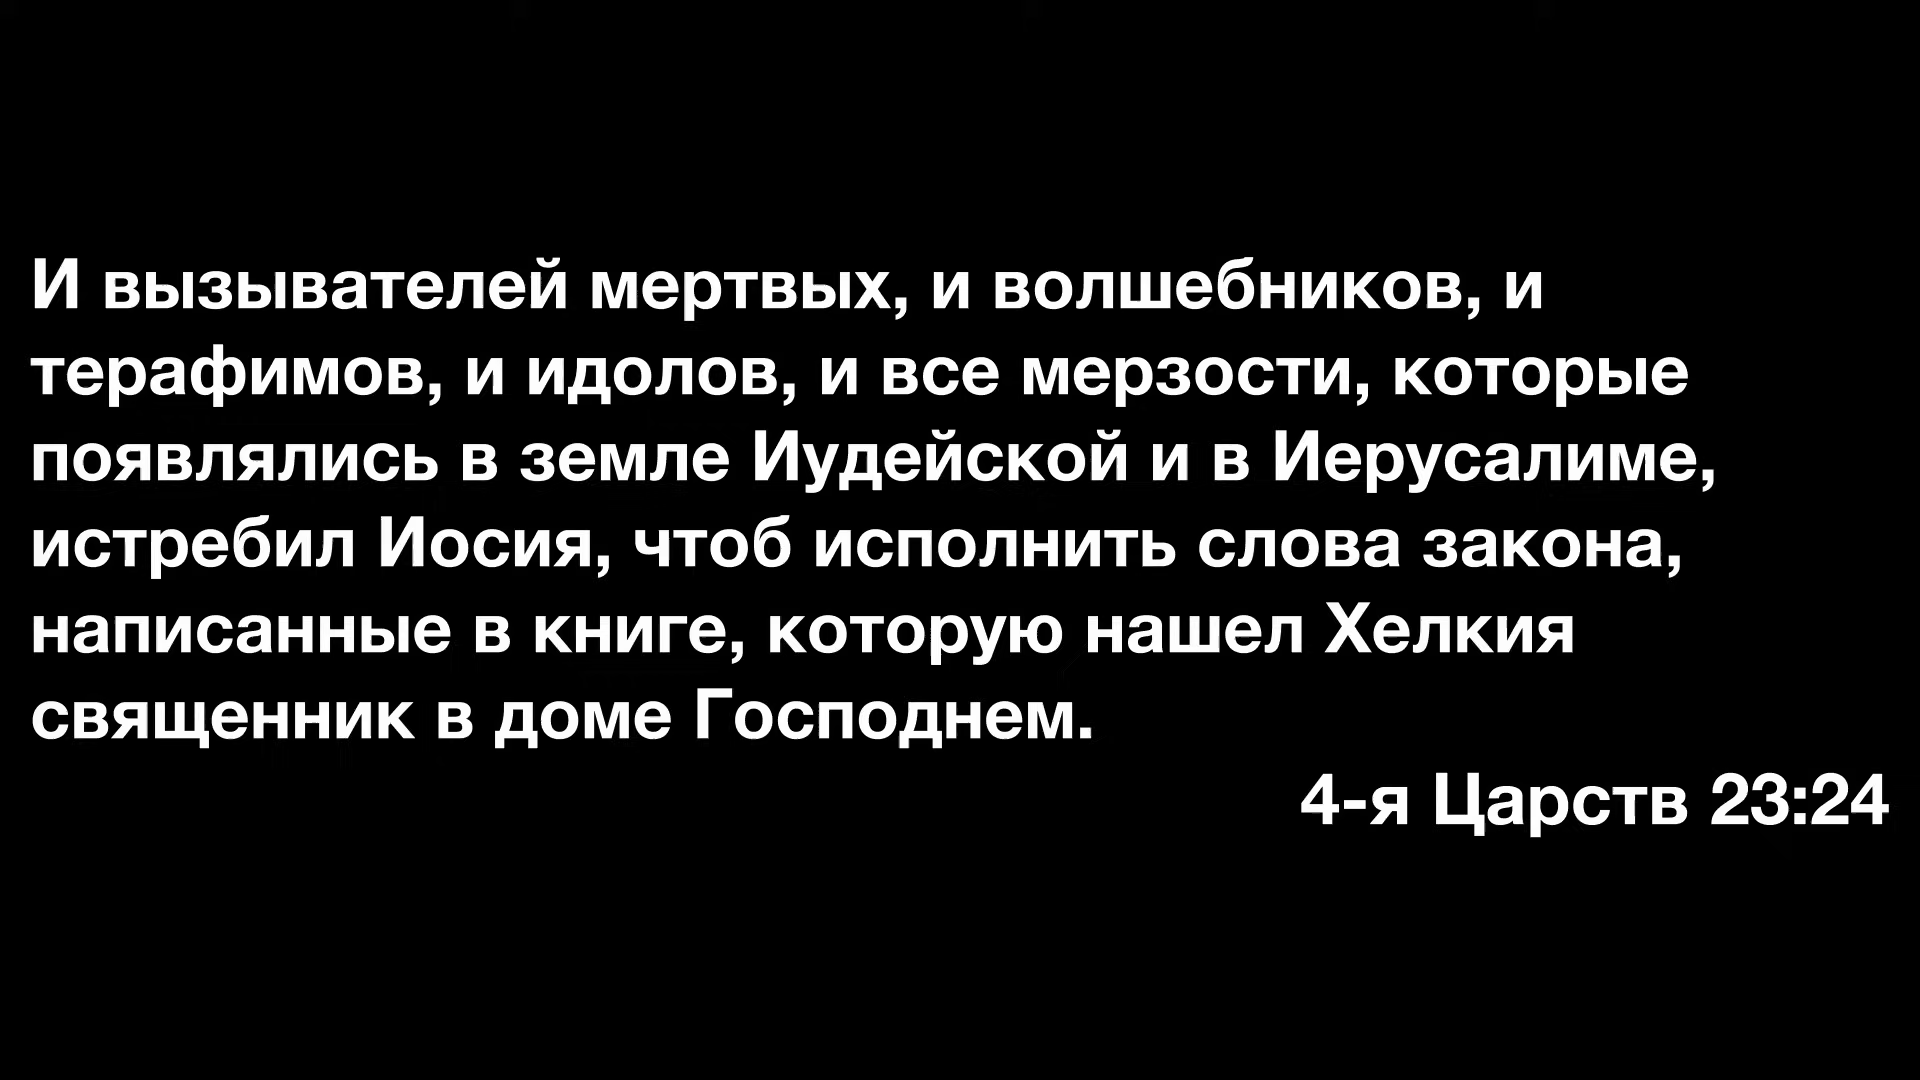 И вызывателей мертвых, и волшебников, и
терафимов, и идолов, и все мерзости, которые
появлялись в земле Иудейской и в Иерусалиме,
истребил Иосия, чтоб исполнить слова закона,
написанные в книге, которую нашел Хелкия
священник в доме Господнем.
4-я Царств 23:24